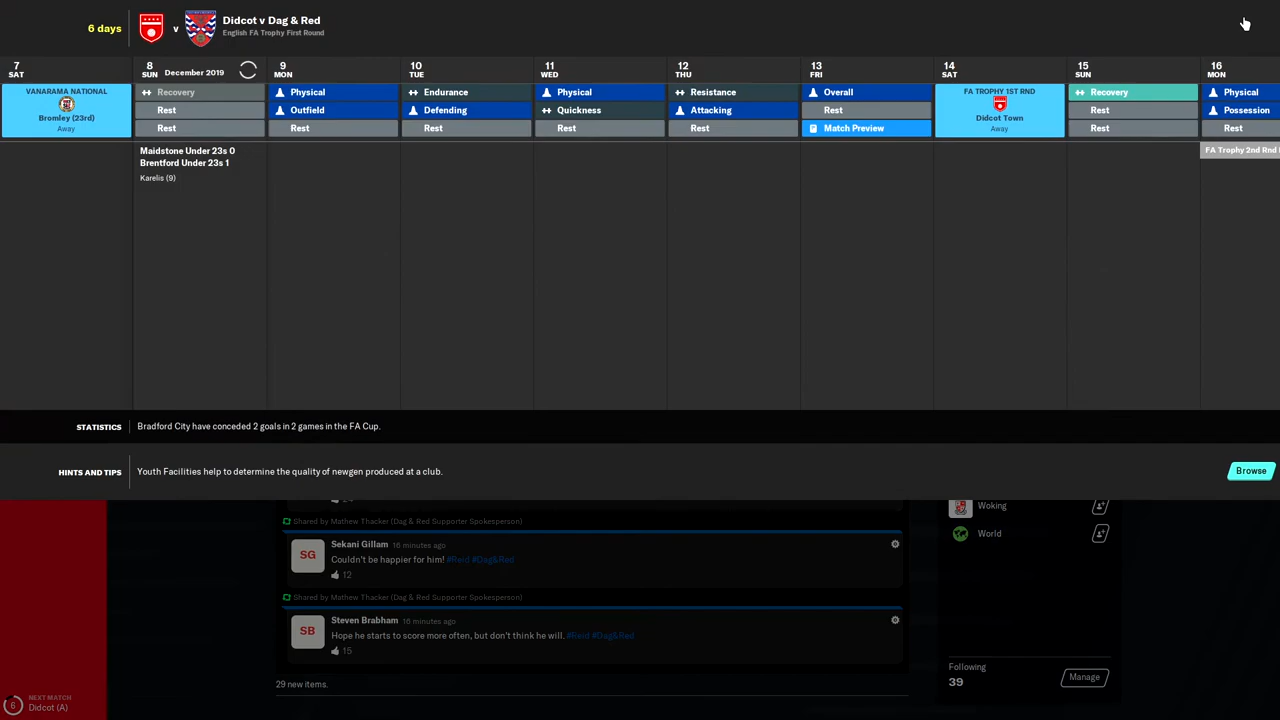 6 days
v
Didcot v Dag & Red
English FA Trophy First Round
7
SAT
8
SUN
December 2019
9
MON
10
TUE
11
WED
12
THU
13
FRI
14
SAT
15
SUN
16
MON
VANARAMA NATIONAL
Bromley (23rd)
Away
Recovery
Rest
Rest
Physical
Outfield
Rest
Endurance
Defending
Rest
Physical
Quickness
Rest
Resistance
Attacking
Rest
Overall
Rest
Match Preview
FA TROPHY 1ST RND
Didcot Town
Away
Recovery
Rest
Rest
Physical
Possession
Rest
Maidstone Under 23s 0
Brentford Under 23s 1
Karelis (9)
FA Trophy 2nd Rnd
STATISTICS
Bradford City have conceded 2 goals in 2 games in the FA Cup.
HINTS AND TIPS
Youth Facilities help to determine the quality of newgen produced at a club.
Browse
Woking
Shared by Mathew Thacker (Dag & Red Supporter Spokesperson)
World
SG
Sekani Gillam 16 minutes ago
Couldn't be happier for him! #Reid #Dag&Red
12
Shared by Mathew Thacker (Dag & Red Supporter Spokesperson)
SB
Steven Brabham 16 minutes ago
Hope he starts to score more often, but don't think he will. #Reid #Dag&Red
15
Following
39
Manage
29 new items.
6
NEXT MATCH
Didcot (A)